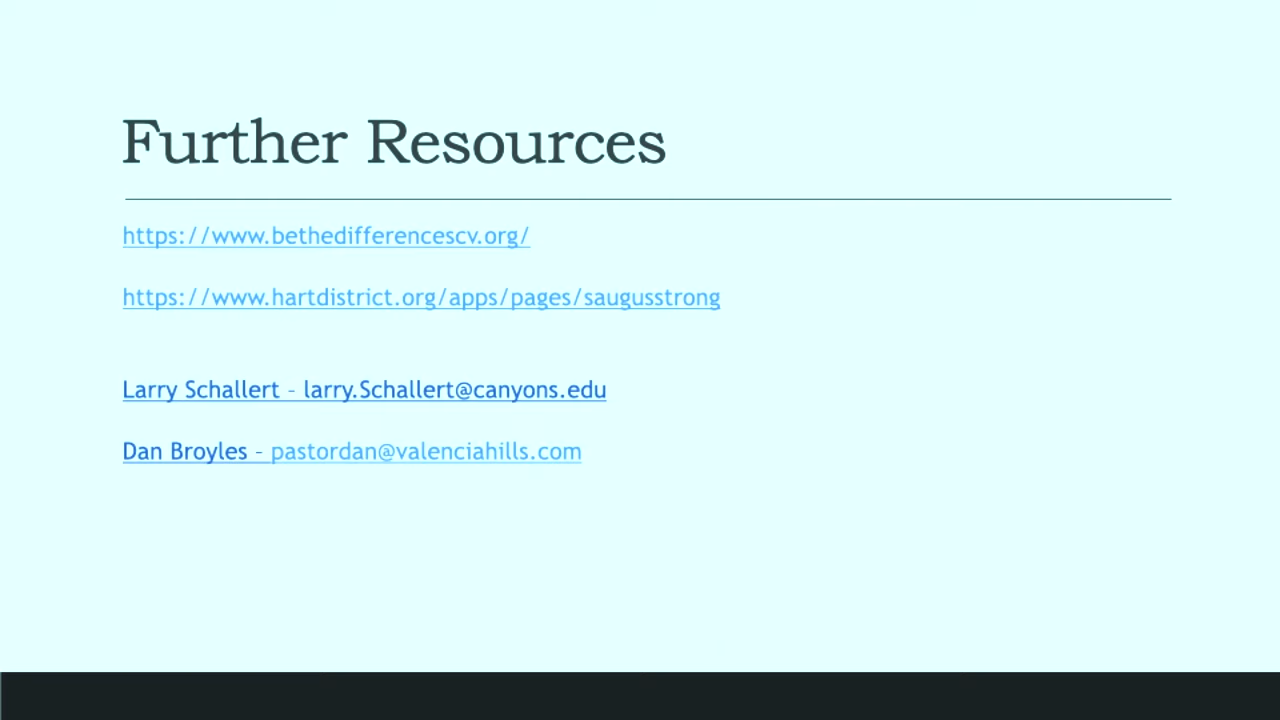 Further Resources
https://www.bethedifferencescv.org/
https://www.hartdistrict.org/apps/pages/saugusstrong
Larry Schallert – larry.Schallert@canyons.edu
Dan Broyles – pastordan@valenciahills.com